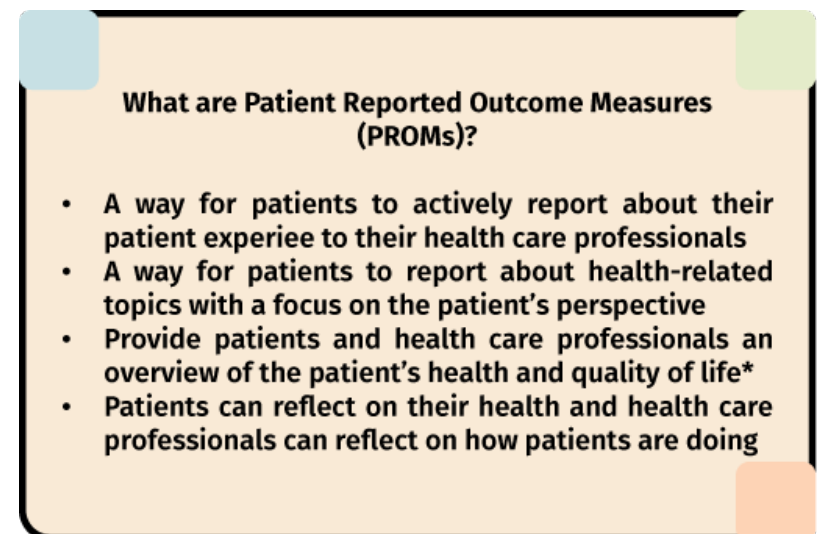 What are Patient Reported Outcome Measures
(PROMs)?
• A way for patients to actively report about their
patient experiee to their health care professionals
• A way for patients to report about health-related
topics with a focus on the patient's perspective
• Provide patients and health care professionals an
overview of the patient's health and quality of life*
• Patients can reflect on their health and health care
professionals can reflect on how patients are doing